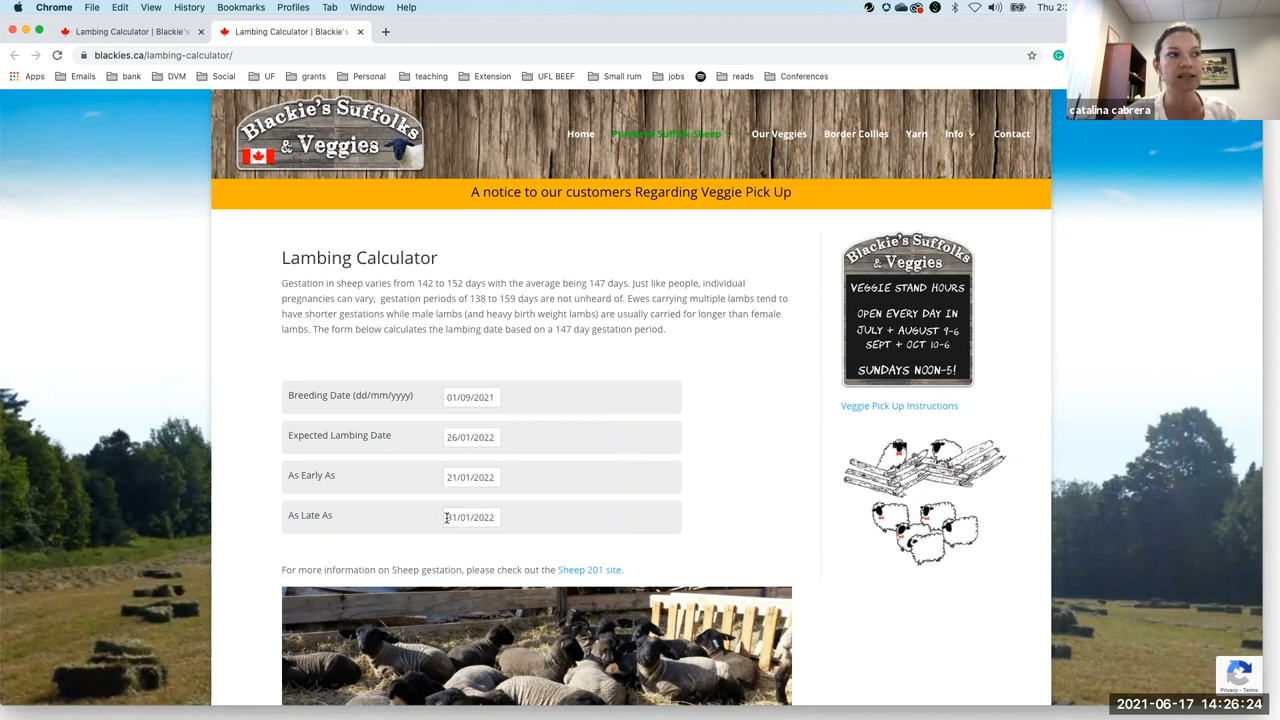 Chrome File Edit View History Bookmarks Profiles Tab Window Help
Lambing Calculator | Blackie's
Lambing Calculator | Blackie's
blackies.ca/lambing-calculator/
Apps Emails bank DVM Social UF grants Personal teaching Extension UFL BEEF Small rum jobs reads Conferences
catalina cabrera
Blackie's Suffolks
& Veggies
Home Purebred Suffolk Sheep Our Veggies Border Collies Yarn Info Contact
A notice to our customers Regarding Veggie Pick Up
Lambing Calculator
Gestation in sheep varies from 142 to 152 days with the average being 147 days. Just like people, individual
pregnancies can vary, gestation periods of 138 to 159 days are not unheard of. Ewes carrying multiple lambs tend to
have shorter gestations while male lambs (and heavy birth weight lambs) are usually carried for longer than female
lambs. The form below calculates the lambing date based on a 147 day gestation period.
Breeding Date (dd/mm/yyyy) 01/09/2021
Expected Lambing Date 26/01/2022
As Early As 21/01/2022
As Late As 31/01/2022
For more information on Sheep gestation, please check out the Sheep 201 site.
Blackie's Suffolks
& Veggies
VEGGIE STAND HOURS
OPEN EVERY DAY IN
JULY + AUGUST 9-6
SEPT + OCT 10-6
SUNDAYS NOON-5!
Veggie Pick Up Instructions
Privacy - Terms
2021-06-17 14:26:24